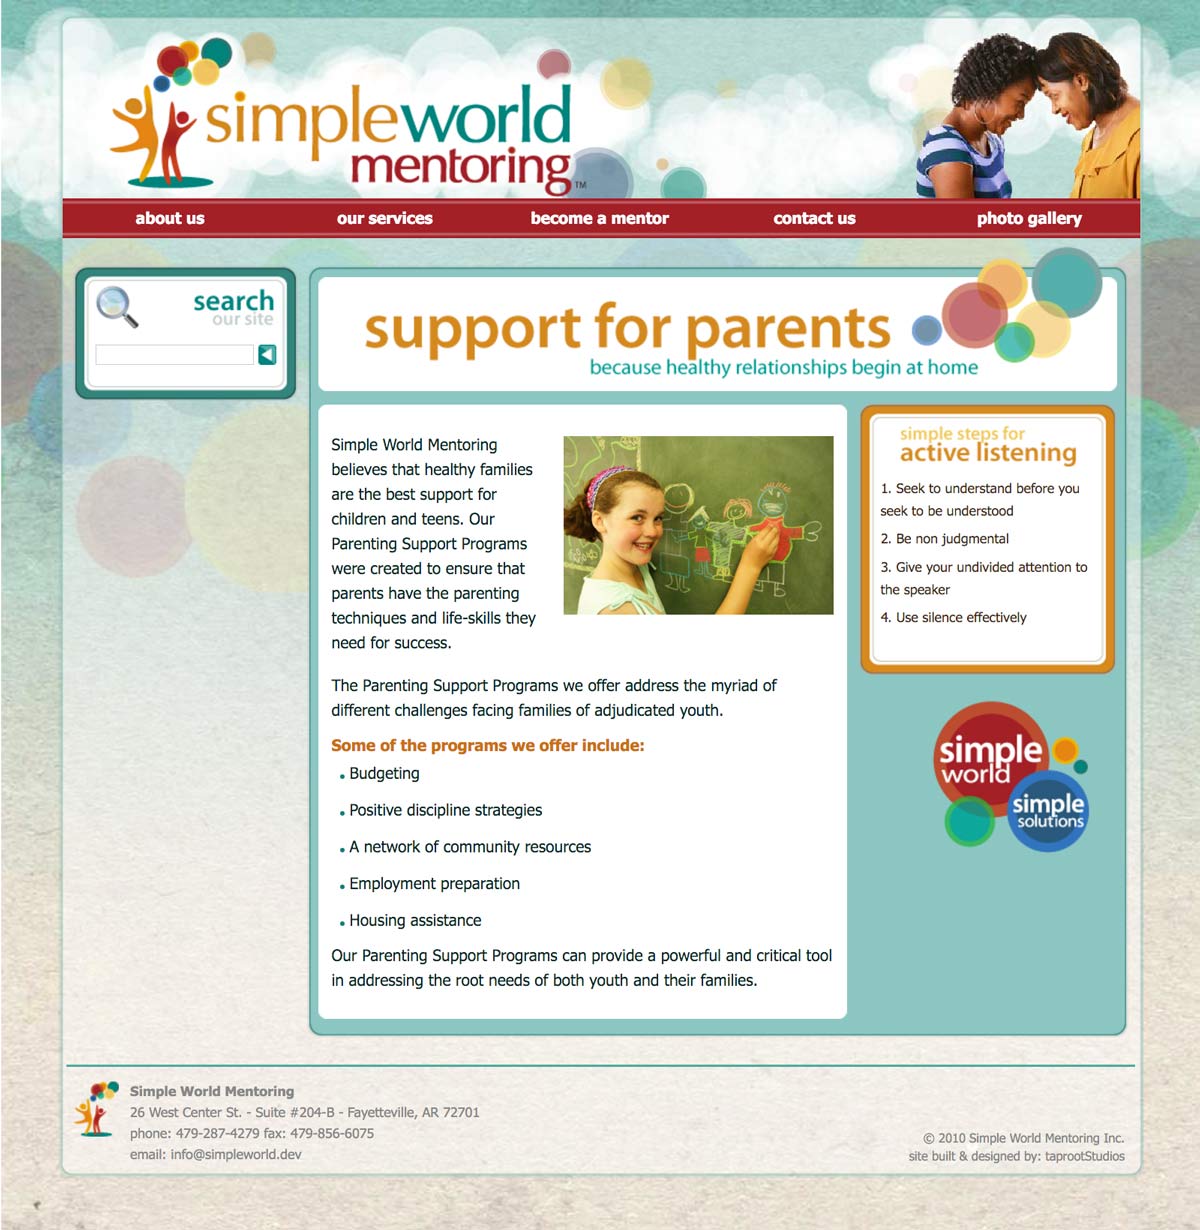 simpleworld
mentoring™
about us
our services
become a mentor
contact us
photo gallery
search
our site
support for parents
because healthy relationships begin at home
Simple World Mentoring
believes that healthy families
are the best support for
children and teens. Our
Parenting Support Programs
were created to ensure that
parents have the parenting
techniques and life-skills they
need for success.
The Parenting Support Programs we offer address the myriad of
different challenges facing families of adjudicated youth.
Some of the programs we offer include:
• Budgeting
• Positive discipline strategies
• A network of community resources
• Employment preparation
• Housing assistance
Our Parenting Support Programs can provide a powerful and critical tool
in addressing the root needs of both youth and their families.
simple steps for
active listening
1. Seek to understand before you
seek to be understood
2. Be non judgmental
3. Give your undivided attention to
the speaker
4. Use silence effectively
simple
world
simple
solutions
Simple World Mentoring
26 West Center St. - Suite #204-B - Fayetteville, AR 72701
phone: 479-287-4279 fax: 479-856-6075
email: info@simpleworld.dev
© 2010 Simple World Mentoring Inc.
site built & designed by: taprootStudios